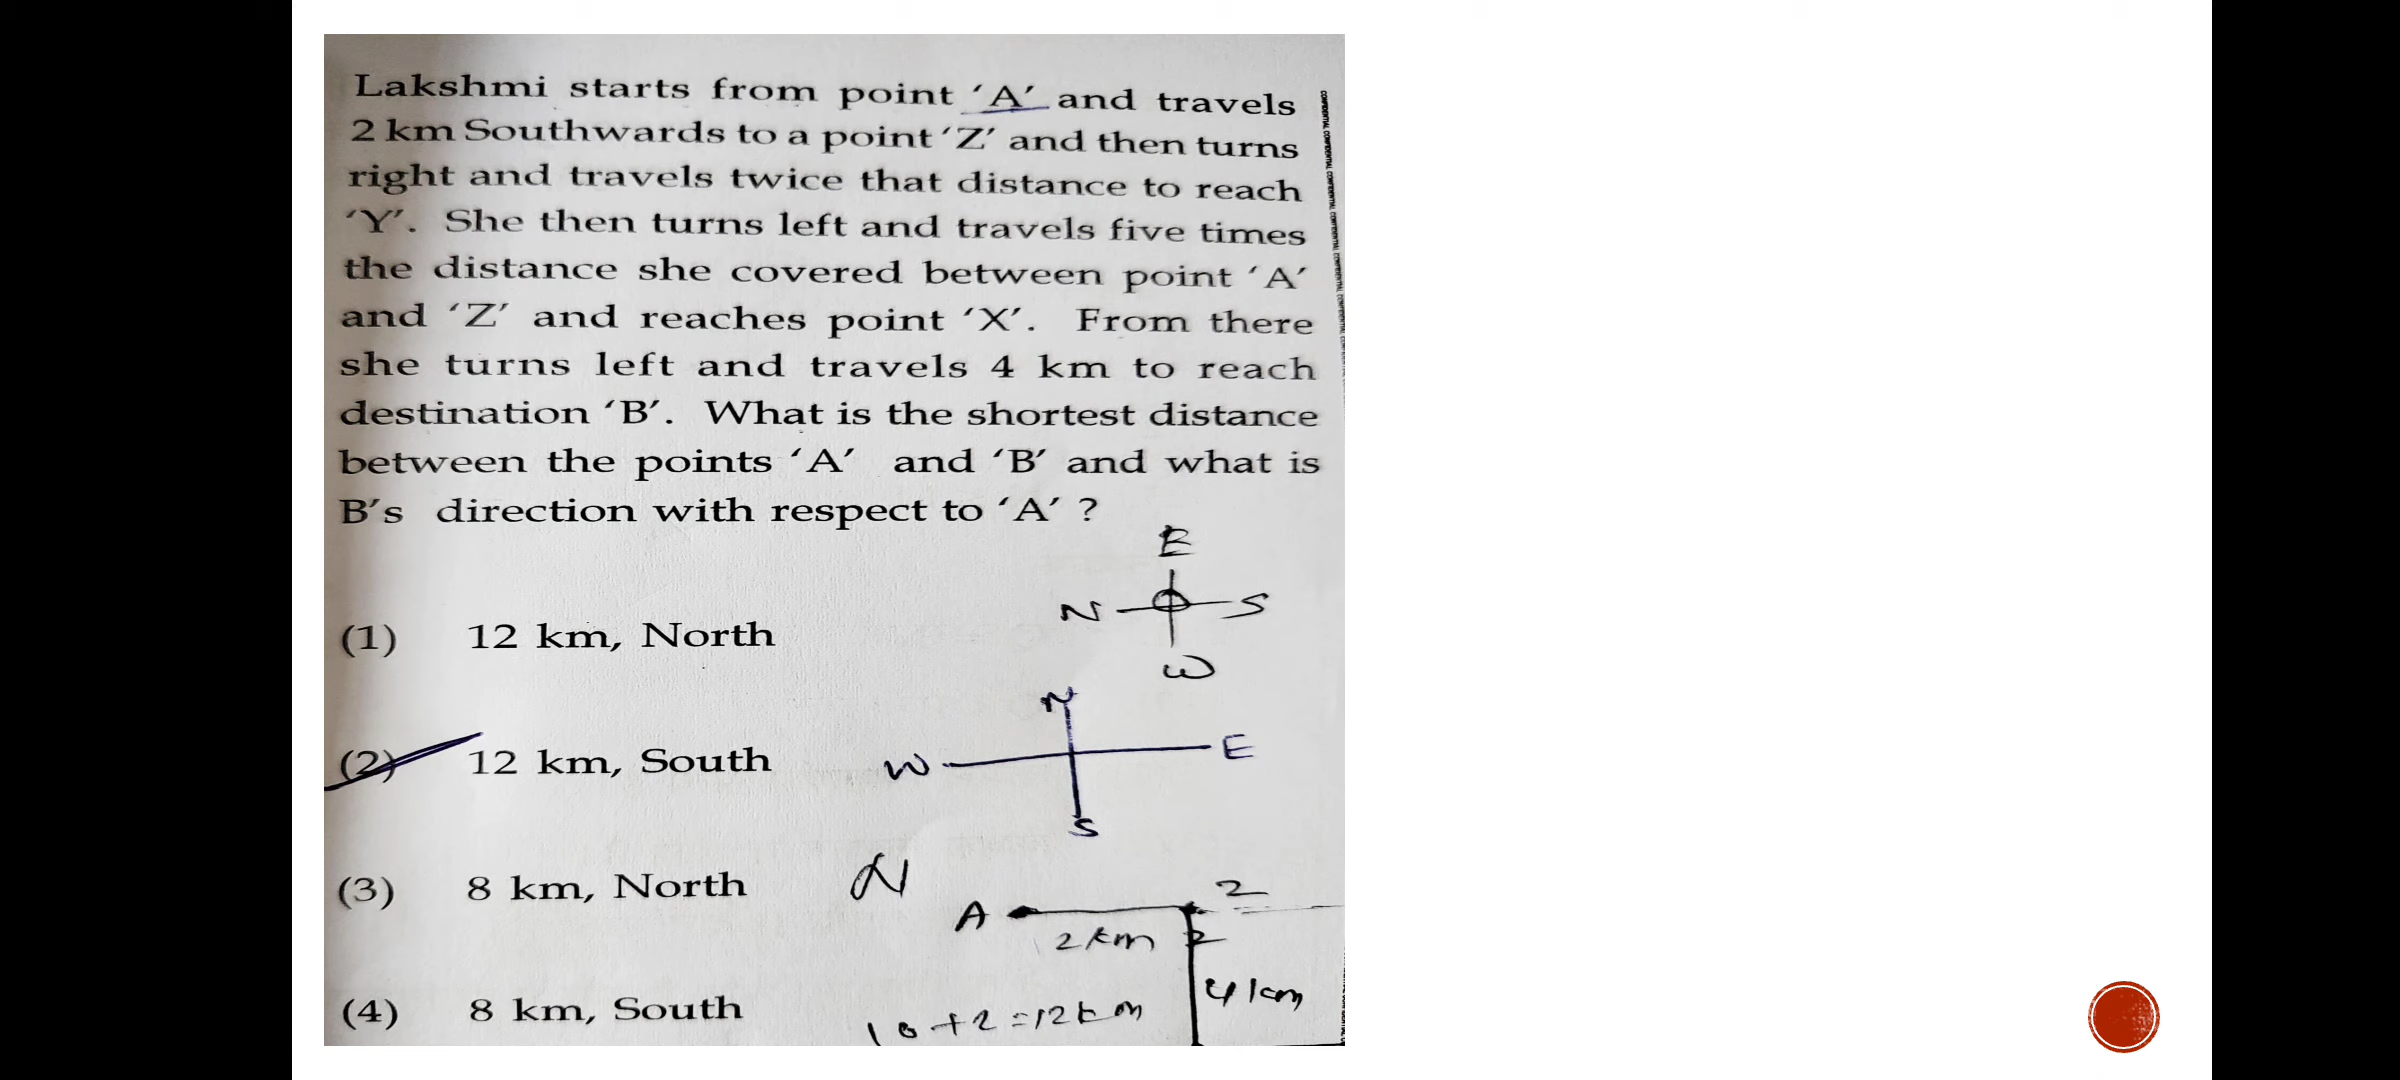 Lakshmi starts from point 'A' and travels
2 km Southwards to a point 'Z' and then turns
right and travels twice that distance to reach
'Y'. She then turns left and travels five times
the distance she covered between point 'A'
and 'Z' and reaches point 'X'. From there
she turns left and travels 4 km to reach
destination 'B'. What is the shortest distance
between the points 'A' and 'B' and what is
B's direction with respect to 'A' ?
E
N S
W
(1) 12 km, North
N
(2) 12 km, South
W E
S
(3) 8 km, North
N
A 2
2 km
4 km
(4) 8 km, South
10+2=12km